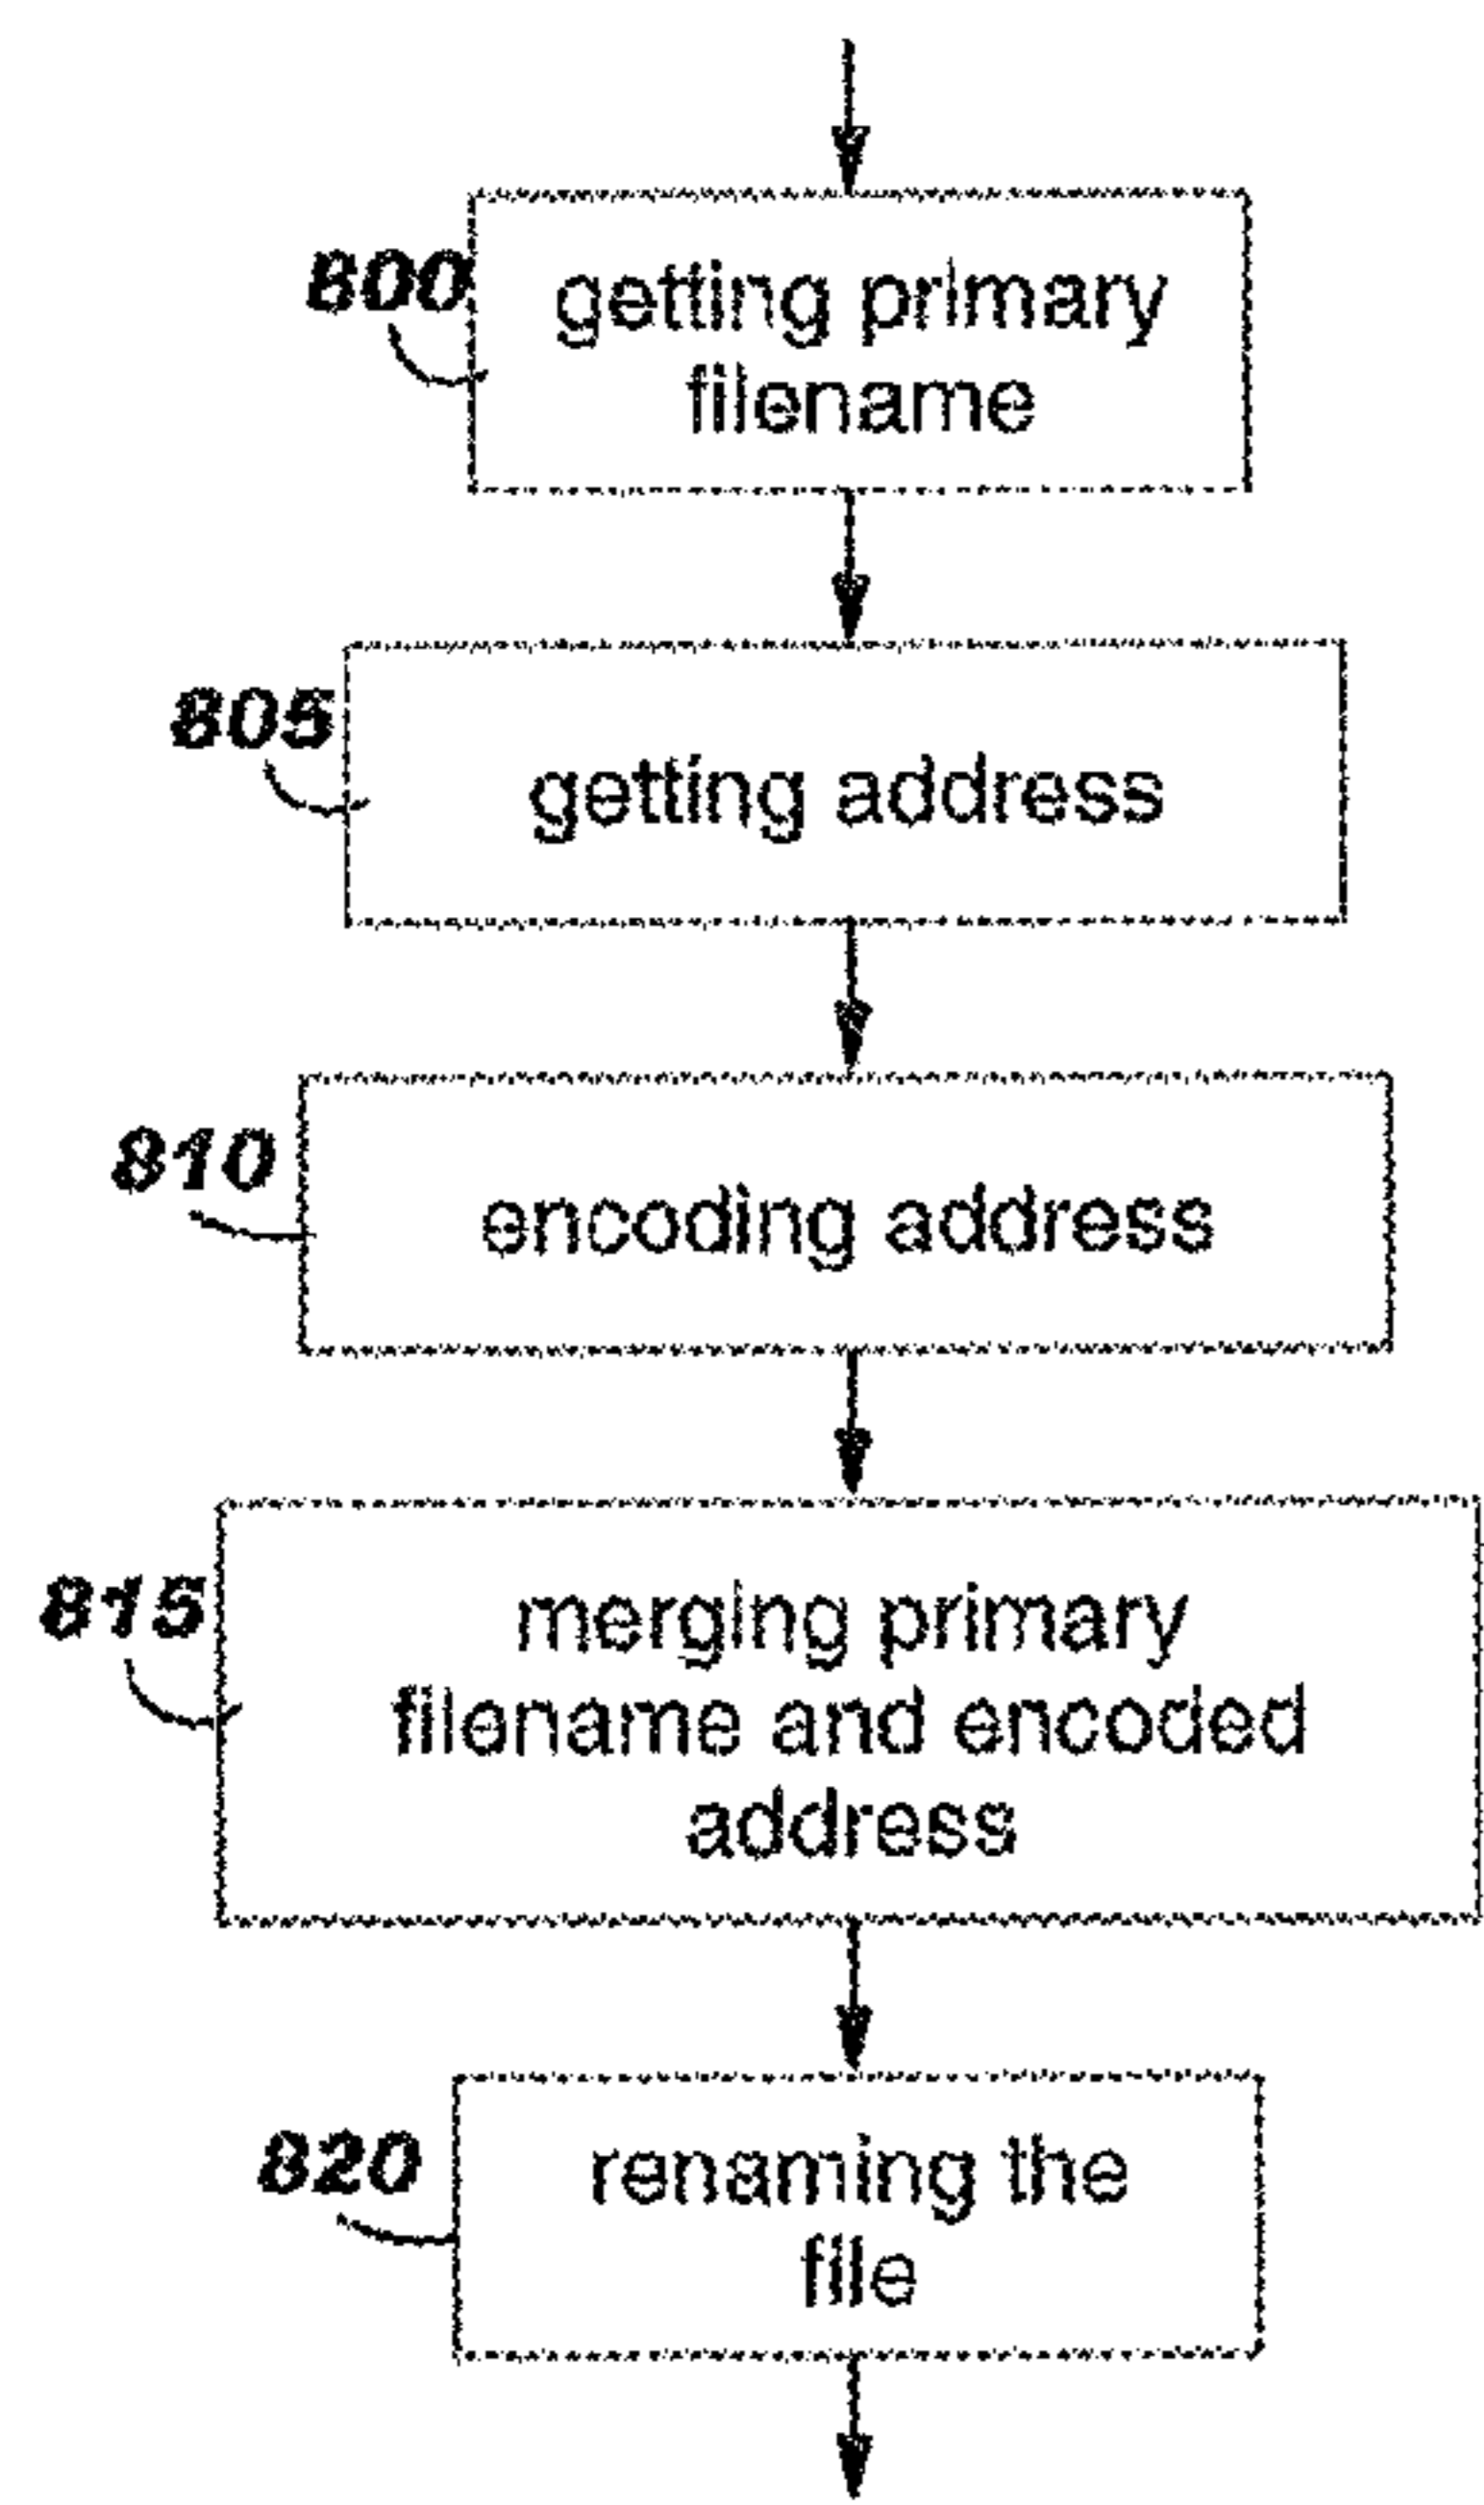 800
getting primary
filename
805
getting address
810
encoding address
815
merging primary
filename and encoded
address
820
renaming the
file